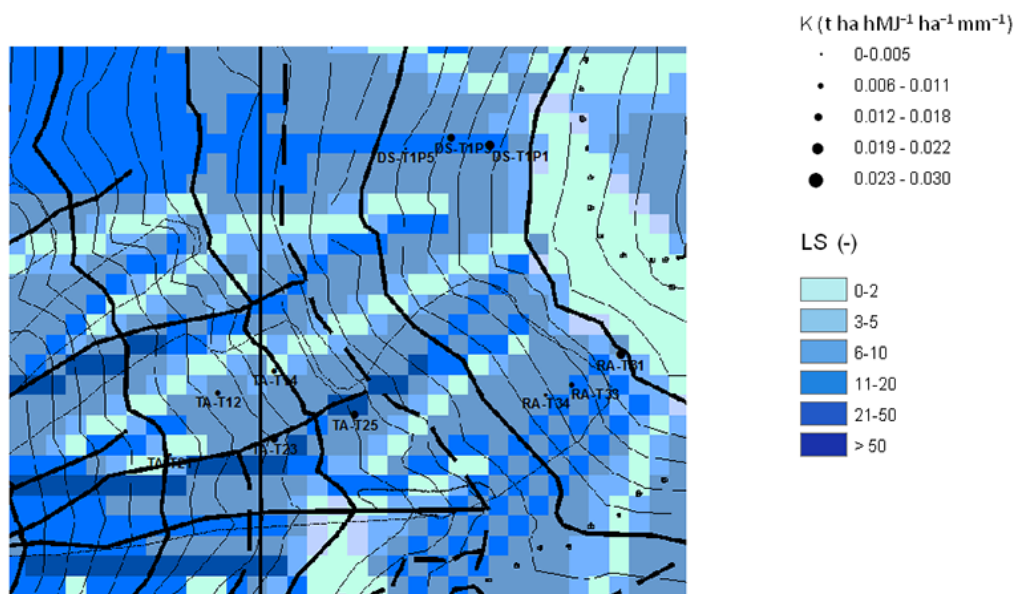 K (t ha hMJ⁻¹ ha⁻¹ mm⁻¹)
0-0.005
0.006 - 0.011
0.012 - 0.018
0.019 - 0.022
0.023 - 0.030
DS-T1P5
DS-T1P3
DS-T1P1
LS (-)
0-2
3-5
6-10
11-20
21-50
> 50
RA-T31
TA-T14
TA-T12
RA-T34
RA-T33
TA-T25
TA-T23